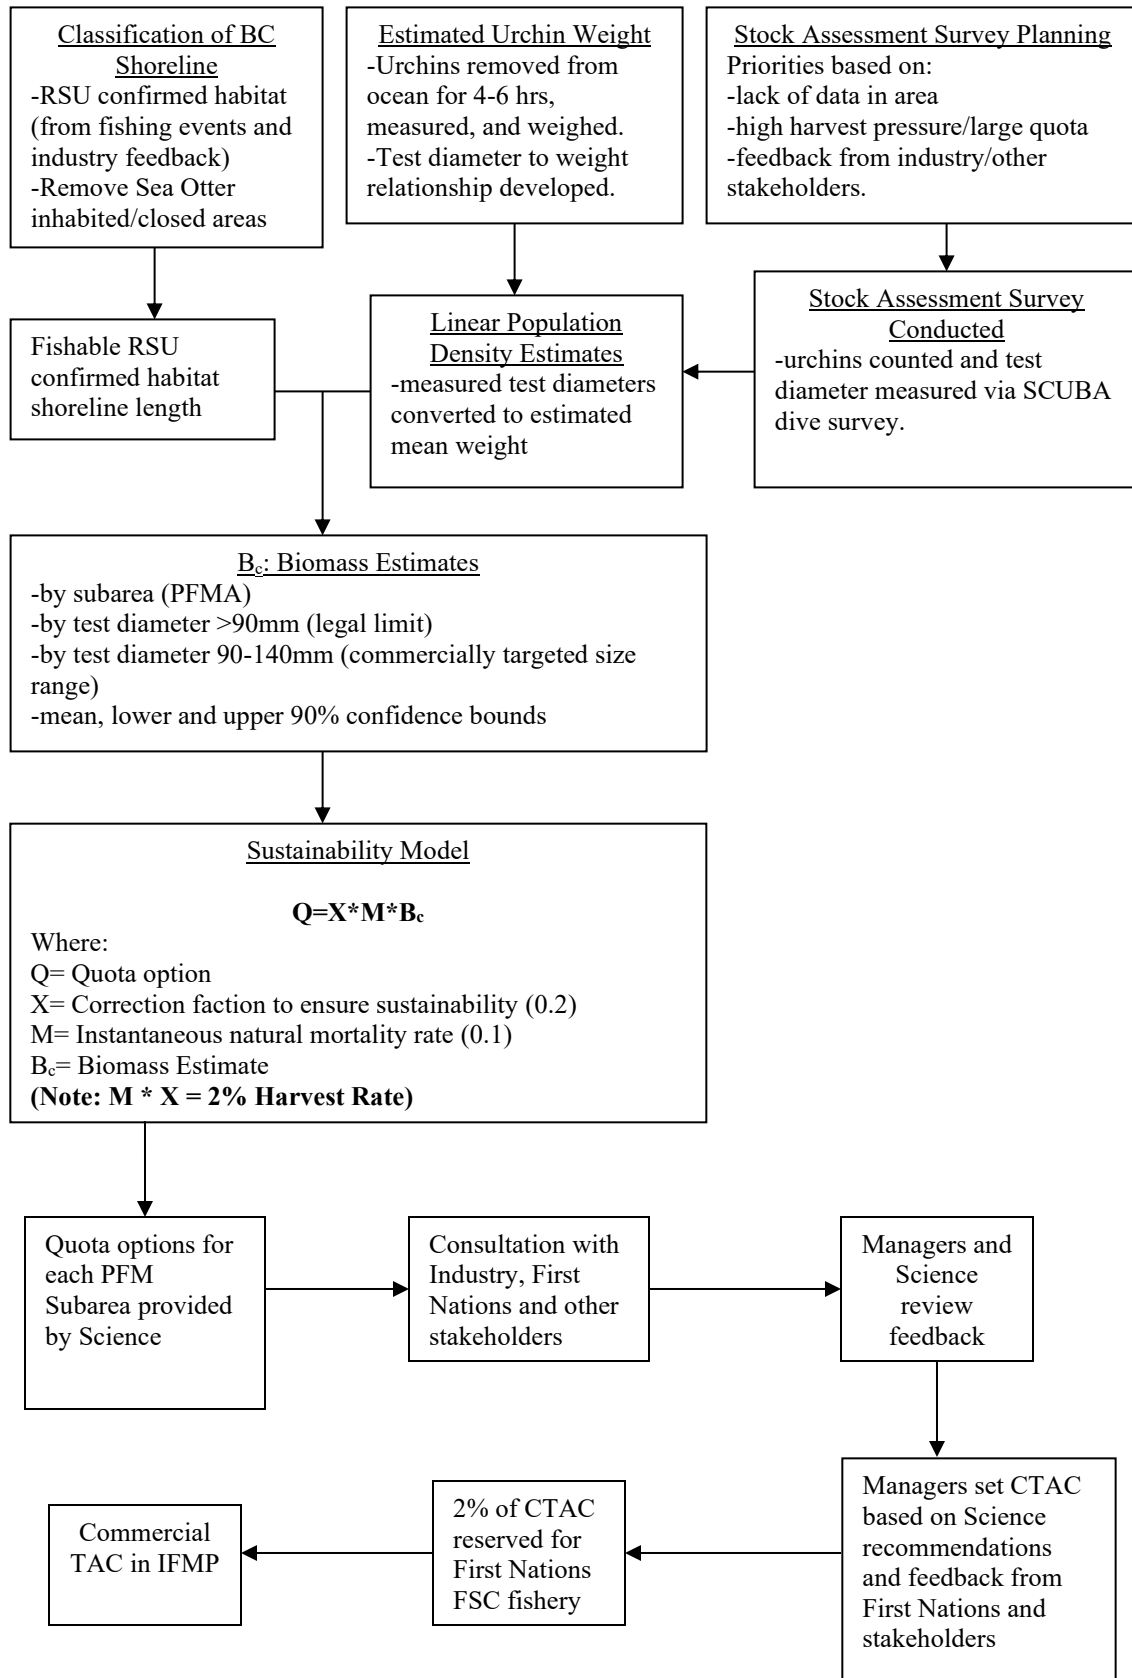 Classification of BC
Shoreline
-RSU confirmed habitat
(from fishing events and
industry feedback)
-Remove Sea Otter
inhabited/closed areas
Estimated Urchin Weight
-Urchins removed from
ocean for 4-6 hrs,
measured, and weighed.
-Test diameter to weight
relationship developed.
Stock Assessment Survey Planning
Priorities based on:
-lack of data in area
-high harvest pressure/large quota
-feedback from industry/other
stakeholders.
Fishable RSU
confirmed habitat
shoreline length
Linear Population
Density Estimates
-measured test diameters
converted to estimated
mean weight
Stock Assessment Survey
Conducted
-urchins counted and test
diameter measured via SCUBA
dive survey.
Bc: Biomass Estimates
-by subarea (PFMA)
-by test diameter >90mm (legal limit)
-by test diameter 90-140mm (commercially targeted size
range)
-mean, lower and upper 90% confidence bounds
Sustainability Model
Q=X*M*Bc
Where:
Q= Quota option
X= Correction faction to ensure sustainability (0.2)
M= Instantaneous natural mortality rate (0.1)
Bc= Biomass Estimate
(Note: M * X = 2% Harvest Rate)
Quota options for
each PFM
Subarea provided
by Science
Consultation with
Industry, First
Nations and other
stakeholders
Managers and
Science
review
feedback
Managers set CTAC
based on Science
recommendations
and feedback from
First Nations and
stakeholders
2% of CTAC
reserved for
First Nations
FSC fishery
Commercial
TAC in IFMP